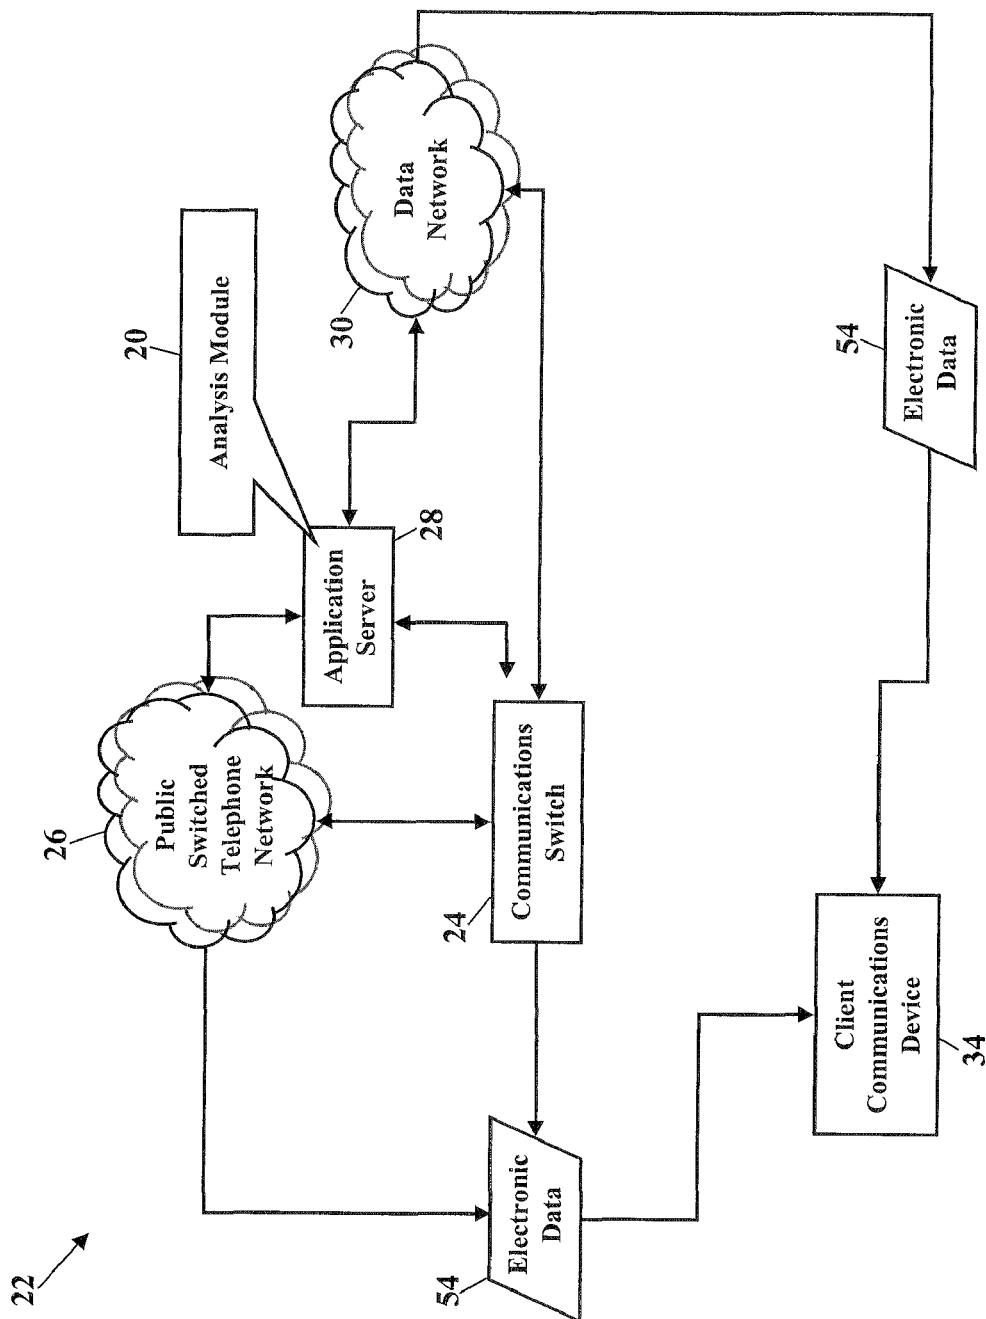 22
26
20
Public
Switched
Telephone
Network
Analysis Module
Application
Server
28
30
Data
Network
54
Electronic
Data
24
Communications
Switch
Client
Communications
Device
34
54
Electronic
Data